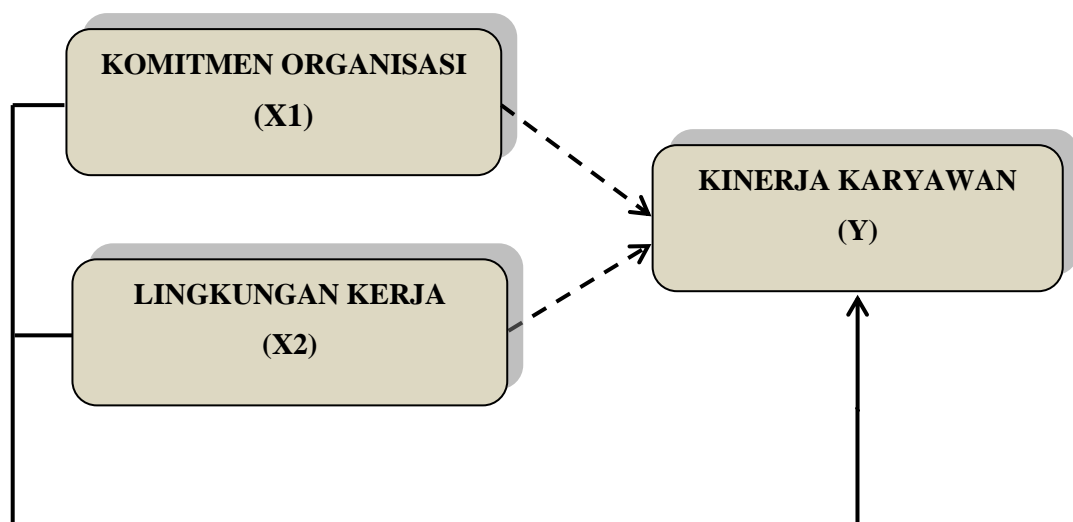 KOMITMEN ORGANISASI
(X1)
KINERJA KARYAWAN
(Y)
LINGKUNGAN KERJA
(X2)